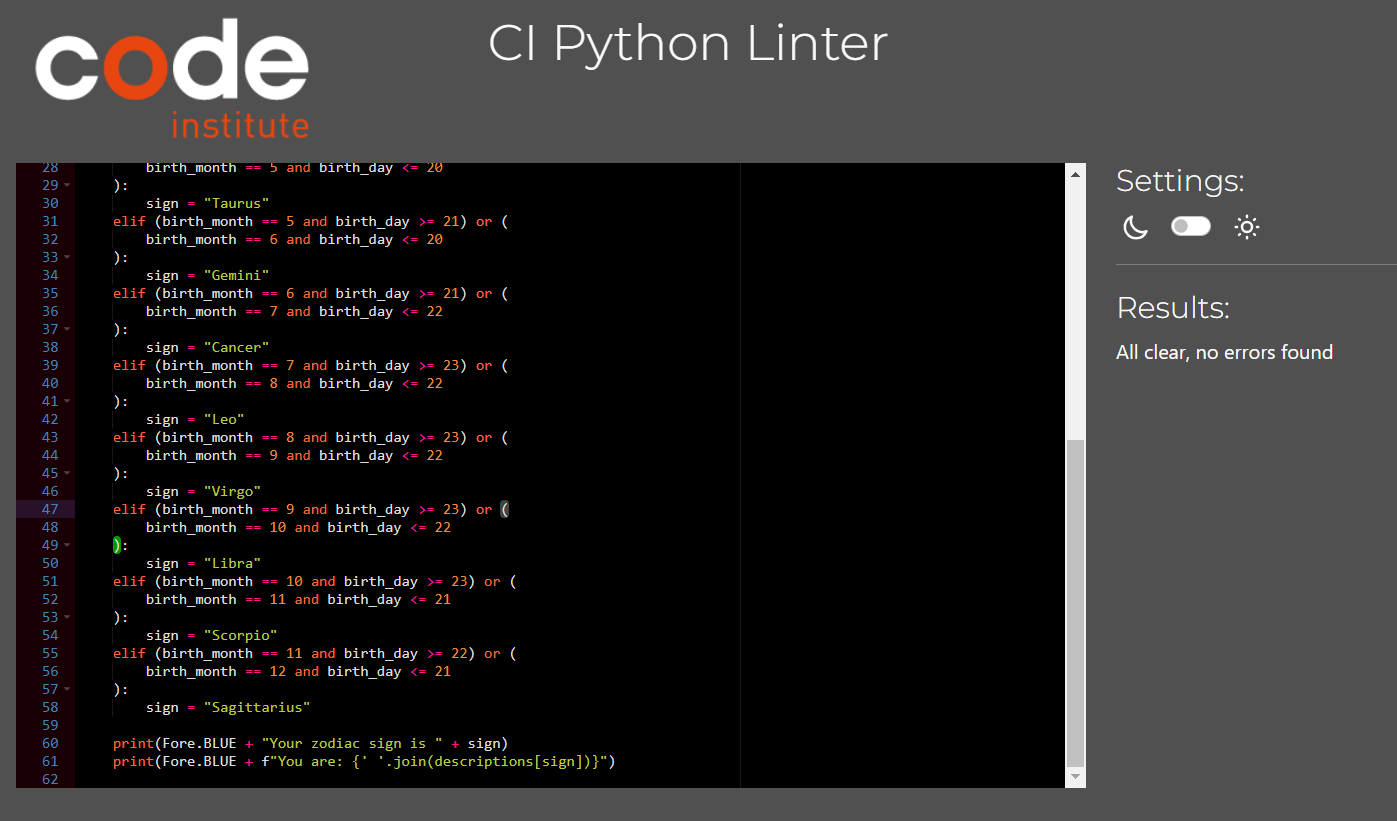 code
institute
CI Python Linter
28 birth_month == 5 and birth_day <= 20
29 ):
30 sign = "Taurus"
31 elif (birth_month == 5 and birth_day >= 21) or (
32 birth_month == 6 and birth_day <= 20
33 ):
34 sign = "Gemini"
35 elif (birth_month == 6 and birth_day >= 21) or (
36 birth_month == 7 and birth_day <= 22
37 ):
38 sign = "Cancer"
39 elif (birth_month == 7 and birth_day >= 23) or (
40 birth_month == 8 and birth_day <= 22
41 ):
42 sign = "Leo"
43 elif (birth_month == 8 and birth_day >= 23) or (
44 birth_month == 9 and birth_day <= 22
45 ):
46 sign = "Virgo"
47 elif (birth_month == 9 and birth_day >= 23) or (
48 birth_month == 10 and birth_day <= 22
49 ):
50 sign = "Libra"
51 elif (birth_month == 10 and birth_day >= 23) or (
52 birth_month == 11 and birth_day <= 21
53 ):
54 sign = "Scorpio"
55 elif (birth_month == 11 and birth_day >= 22) or (
56 birth_month == 12 and birth_day <= 21
57 ):
58 sign = "Sagittarius"
59
60 print(Fore.BLUE + "Your zodiac sign is " + sign)
61 print(Fore.BLUE + f"You are: {' '.join(descriptions[sign])}")
62
Settings:
Results:
All clear, no errors found